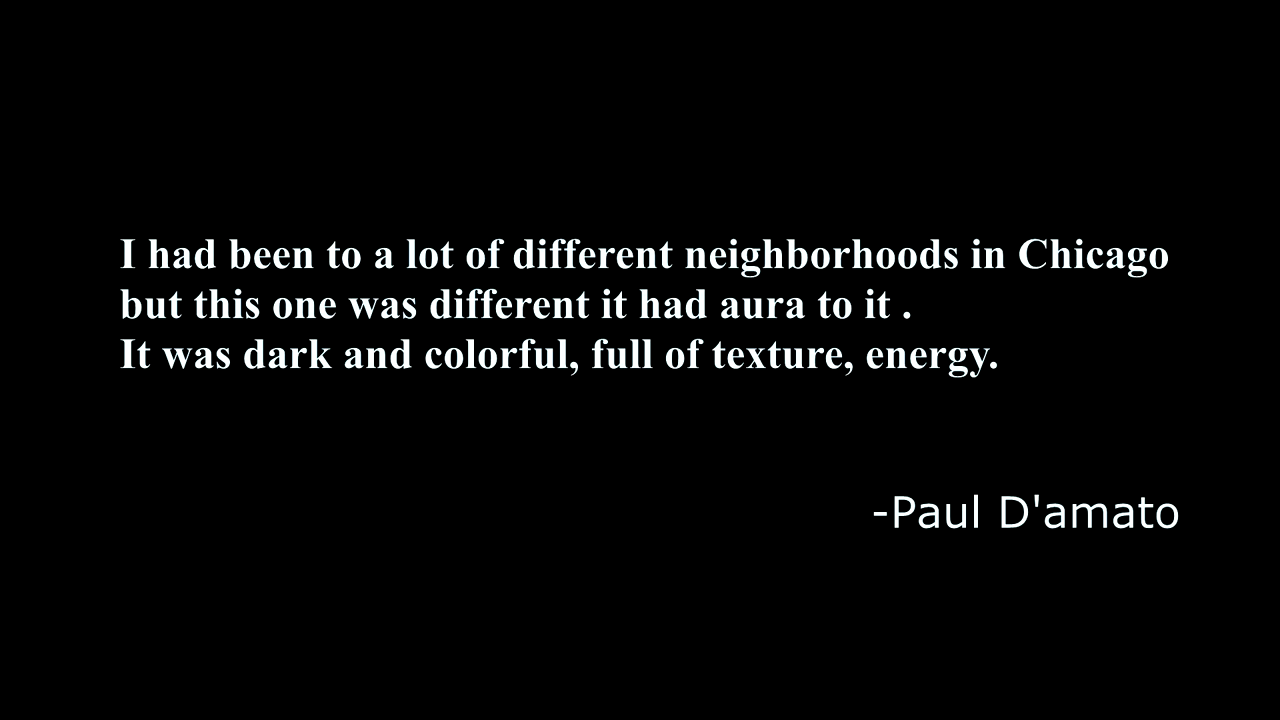 I had been to a lot of different neighborhoods in Chicago
but this one was different it had aura to it .
It was dark and colorful, full of texture, energy.
-Paul D'amato